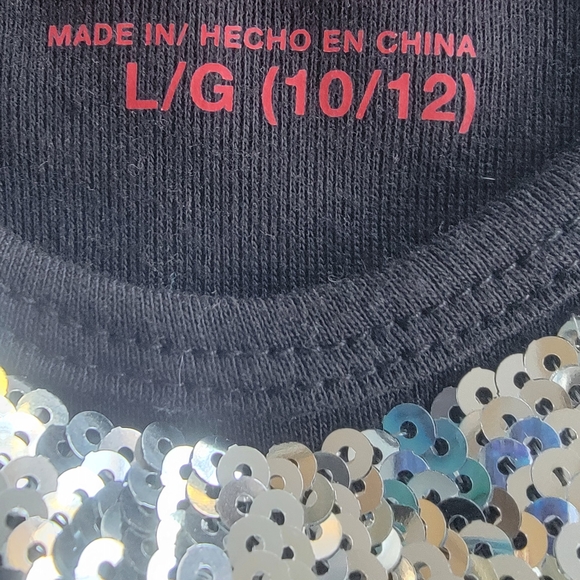 MADE IN/ HECHO EN CHINA
L/G (10/12)